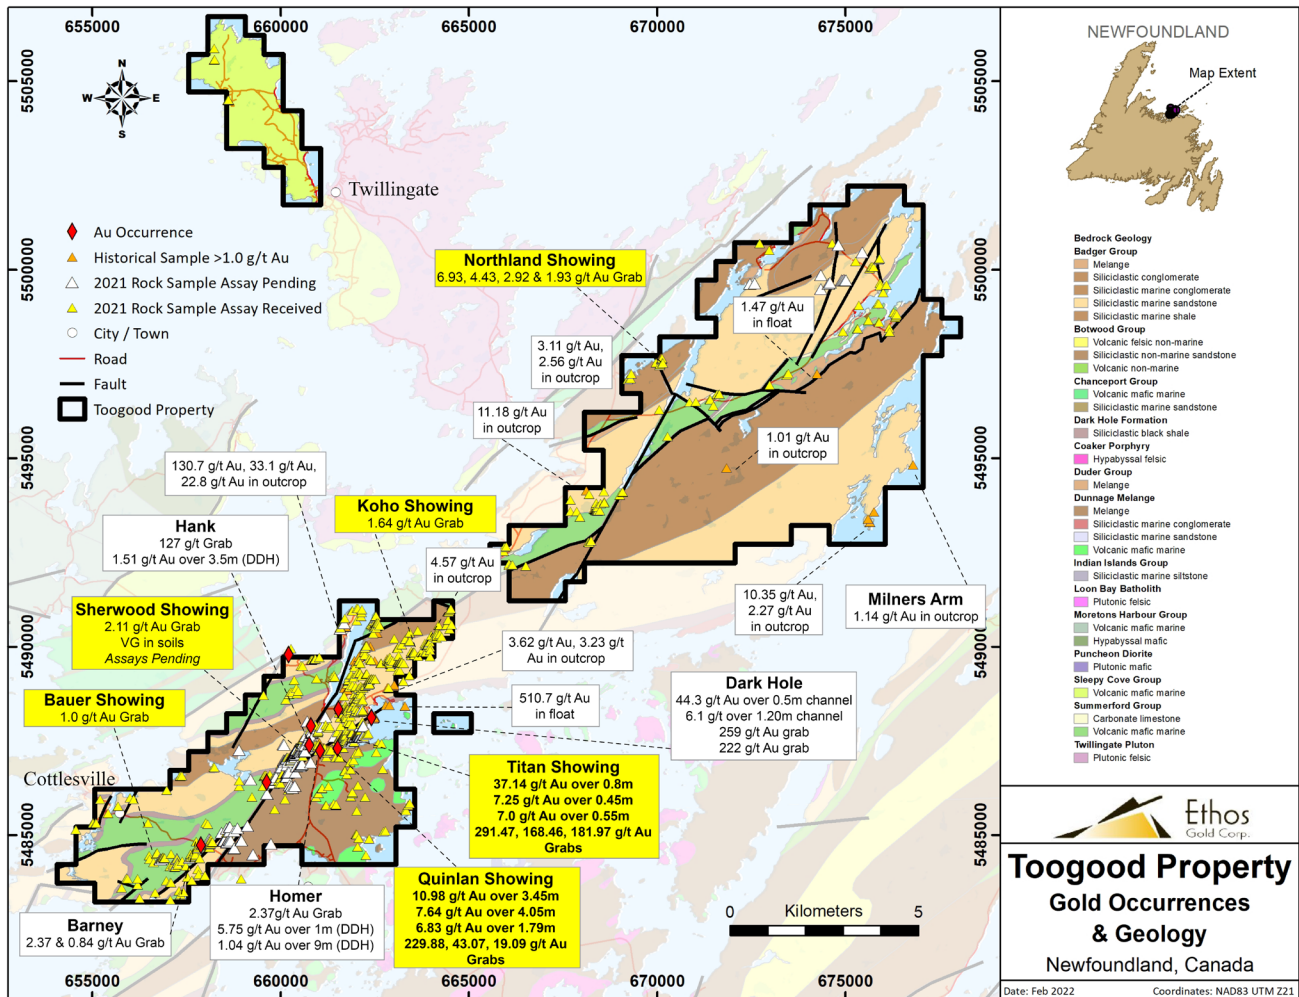 655000
660000
665000
670000
675000
5505000
5500000
5495000
5490000
5485000
N
W
E
S
Twillingate
Au Occurrence
Historical Sample >1.0 g/t Au
2021 Rock Sample Assay Pending
2021 Rock Sample Assay Received
City / Town
Road
Fault
Toogood Property
Northland Showing
6.93, 4.43, 2.92 & 1.93 g/t Au Grab
1.47 g/t Au
in float
3.11 g/t Au,
2.56 g/t Au
in outcrop
11.18 g/t Au
in outcrop
1.01 g/t Au
in outcrop
130.7 g/t Au, 33.1 g/t Au,
22.8 g/t Au in outcrop
Koho Showing
1.64 g/t Au Grab
Hank
127 g/t Grab
1.51 g/t Au over 3.5m (DDH)
4.57 g/t Au
in outcrop
10.35 g/t Au,
2.27 g/t Au
in outcrop
Milners Arm
1.14 g/t Au in outcrop
Sherwood Showing
2.11 g/t Au Grab
VG in soils
Assays Pending
3.62 g/t Au, 3.23 g/t
Au in outcrop
Bauer Showing
1.0 g/t Au Grab
510.7 g/t Au
in float
Dark Hole
44.3 g/t Au over 0.5m channel
6.1 g/t over 1.20m channel
259 g/t Au grab
222 g/t Au grab
Cottlesville
Titan Showing
37.14 g/t Au over 0.8m
7.25 g/t Au over 0.45m
7.0 g/t Au over 0.55m
291.47, 168.46, 181.97 g/t Au
Grabs
Quinlan Showing
10.98 g/t Au over 3.45m
7.64 g/t Au over 4.05m
6.83 g/t Au over 1.79m
229.88, 43.07, 19.09 g/t Au
Grabs
Homer
2.37g/t Au Grab
5.75 g/t Au over 1m (DDH)
1.04 g/t Au over 9m (DDH)
Barney
2.37 & 0.84 g/t Au Grab
Kilometers
0
5
655000
660000
665000
670000
675000
5505000
5500000
5495000
5490000
5485000
NEWFOUNDLAND
Map Extent
Bedrock Geology
Badger Group
Melange
Siliciclastic conglomerate
Siliciclastic marine conglomerate
Siliciclastic marine sandstone
Siliciclastic marine shale
Botwood Group
Volcanic felsic non-marine
Siliciclastic non-marine sandstone
Volcanic non-marine
Chanceport Group
Volcanic mafic marine
Siliciclastic marine sandstone
Dark Hole Formation
Siliciclastic black shale
Coaker Porphyry
Hypabyssal felsic
Duder Group
Melange
Dunnage Melange
Melange
Siliciclastic marine conglomerate
Siliciclastic marine sandstone
Volcanic mafic marine
Indian Islands Group
Siliciclastic marine siltstone
Loon Bay Batholith
Plutonic felsic
Moretons Harbour Group
Volcanic mafic marine
Hypabyssal mafic
Puncheon Diorite
Plutonic mafic
Sleepy Cove Group
Volcanic mafic marine
Summerford Group
Carbonate limestone
Volcanic mafic marine
Twillingate Pluton
Plutonic felsic
Ethos
Gold Corp.
Toogood Property
Gold Occurrences
& Geology
Newfoundland, Canada
Date: Feb 2022
Coordinates: NAD83 UTM Z21